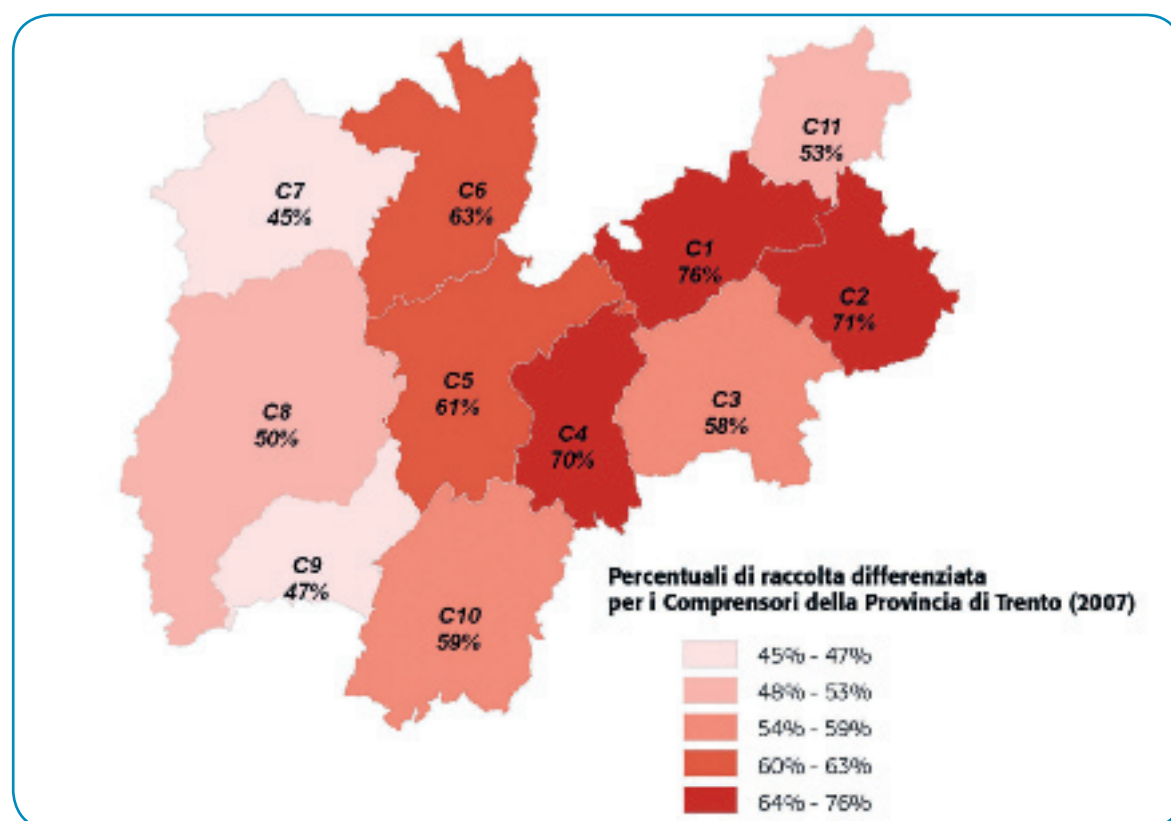 C11
53%
C7
45%
C6
63%
C1
76%
C2
71%
C5
61%
C3
58%
C8
50%
C4
70%
C9
47%
C10
59%
Percentuali di raccolta differenziata
per i Comprensori della Provincia di Trento (2007)
45% - 47%
48% - 53%
54% - 59%
60% - 63%
64% - 76%